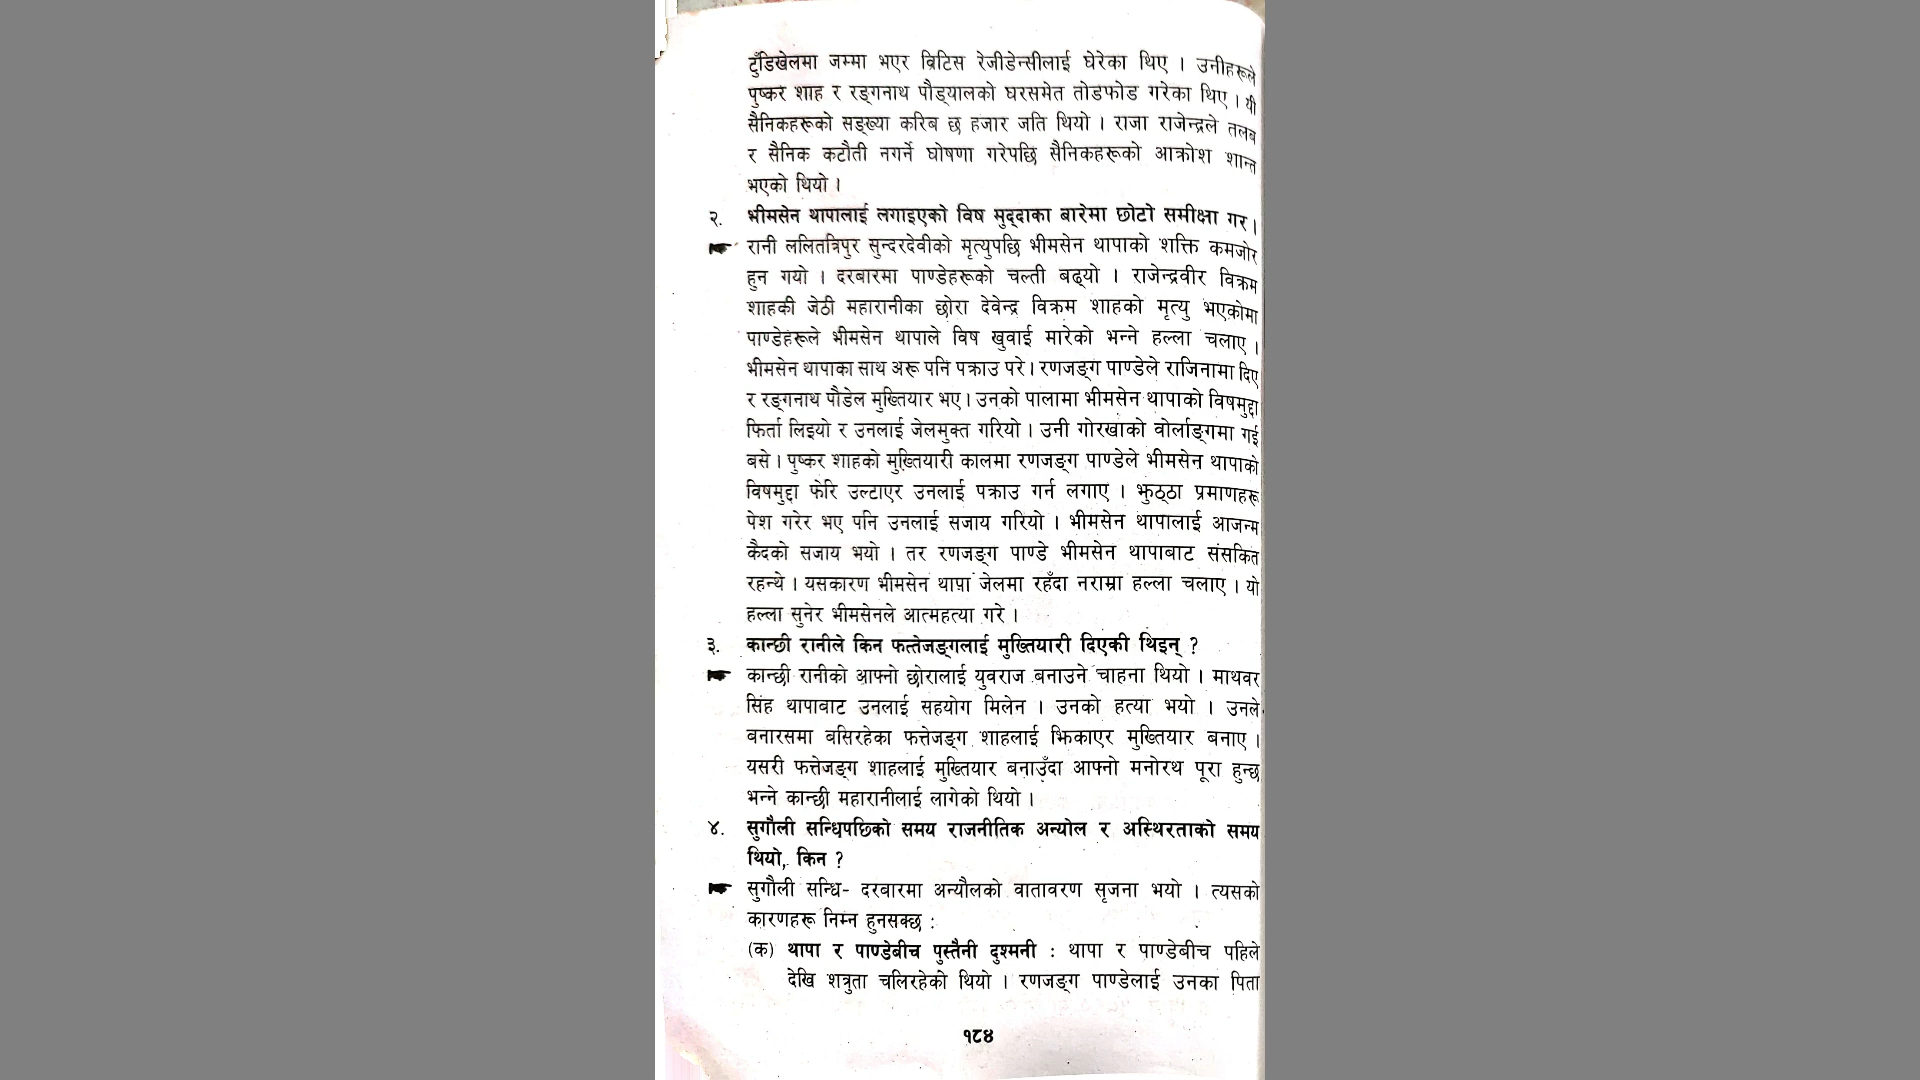 टुँडिखेलमा जम्मा भएर ब्रिटिस रेजीडेन्सीलाई घेरेका थिए । उनीहरूले
पुष्कर शाह र रङ्गनाथ पौड्यालको घरसमेत तोडफोड गरेका थिए । यी
सैनिकहरूको सङ्ख्या करिब छ हजार जति थियो । राजा राजेन्द्रले तलब
र सैनिक कटौती नगर्ने घोषणा गरेपछि सैनिकहरूको आक्रोश शान्त
भएको थियो ।
२. भीमसेन थापालाई लगाइएको विष मुद्दाका बारेमा छोटो समीक्षा गर ।
रानी ललितत्रिपुर सुन्दरदेवीको मृत्युपछि भीमसेन थापाको शक्ति कमजोर
हुन गयो । दरबारमा पाण्डेहरूको चल्ती बढ्यो । राजेन्द्रवीर विक्रम
शाहकी जेठी महारानीका छोरा देवेन्द्र विक्रम शाहको मृत्यु भएकोमा
पाण्डेहरूले भीमसेन थापाले विष खुवाई मारेको भन्ने हल्ला चलाए ।
भीमसेन थापाका साथ अरू पनि पक्राउ परे । रणजङ्ग पाण्डेले राजिनामा दिए
र रङ्गनाथ पौडेल मुख्तियार भए । उनको पालामा भीमसेन थापाको विषमुद्दा
फिर्ता लिइयो र उनलाई जेलमुक्त गरियो । उनी गोरखाको वोर्लाङ्गमा गई
बसे । पुष्कर शाहको मुख्तियारी कालमा रणजङ्ग पाण्डेले भीमसेन थापाको
विषमुद्दा फेरि उल्टाएर उनलाई पक्राउ गर्न लगाए । झुठ्ठा प्रमाणहरू
पेश गरेर भए पनि उनलाई सजाय गरियो । भीमसेन थापालाई आजन्म
कैदको सजाय भयो । तर रणजङ्ग पाण्डे भीमसेन थापाबाट संसकित
रहन्थे । यसकारण भीमसेन थापा जेलमा रहँदा नराम्रा हल्ला चलाए । यो
हल्ला सुनेर भीमसेनले आत्महत्या गरे ।
३. कान्छी रानीले किन फत्तेजङ्गलाई मुख्तियारी दिएकी थिइन् ?
कान्छी रानीको आफ्नो छोरालाई युवराज बनाउने चाहना थियो । माथवर
सिंह थापाबाट उनलाई सहयोग मिलेन । उनको हत्या भयो । उनले
बनारसमा बसिरहेका फत्तेजङ्ग शाहलाई झिकाएर मुख्तियार बनाए ।
यसरी फत्तेजङ्ग शाहलाई मुख्तियार बनाउँदा आफ्नो मनोरथ पूरा हुन्छ
भन्ने कान्छी महारानीलाई लागेको थियो ।
४. सुगौली सन्धिपछिको समय राजनीतिक अन्योल र अस्थिरताको समय
थियो, किन ?
सुगौली सन्धि- दरबारमा अन्यौलको वातावरण सृजना भयो । त्यसको
कारणहरू निम्न हुनसक्छ :
(क) थापा र पाण्डेबीच पुस्तैनी दुश्मनी : थापा र पाण्डेबीच पहिले
देखि शत्रुता चलिरहेको थियो । रणजङ्ग पाण्डेलाई उनका पिता
१८४